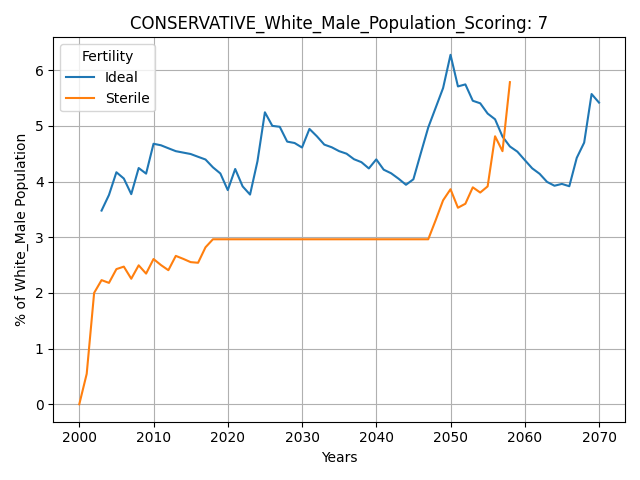 CONSERVATIVE_White_Male_Population_Scoring: 7
Fertility
Ideal
Sterile
% of White_Male Population
6
5
4
3
2
1
0
2000 2010 2020 2030 2040 2050 2060 2070
Years